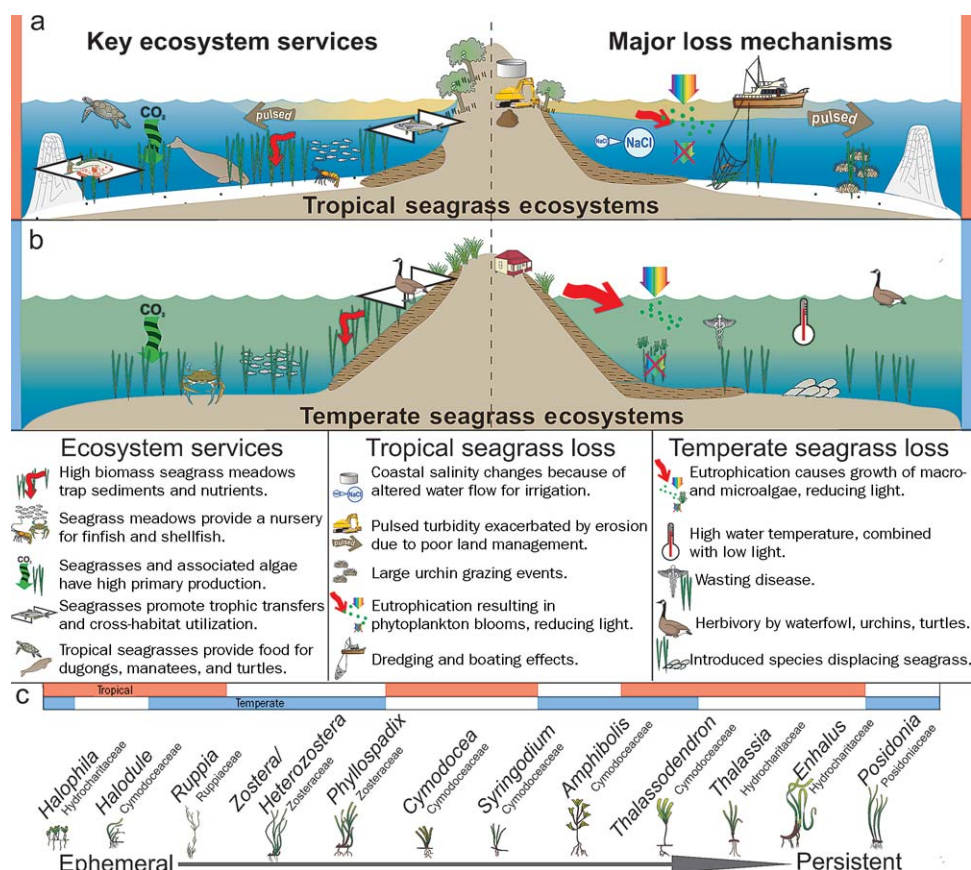 a
Key ecosystem services
Major loss mechanisms
CO₂
pulsed
NaCl
NaCl
pulsed
Tropical seagrass ecosystems
b
CO₂
Temperate seagrass ecosystems
Ecosystem services
High biomass seagrass meadows
trap sediments and nutrients.
Seagrass meadows provide a nursery
for finfish and shellfish.
CO₂
Seagrasses and associated algae
have high primary production.
Seagrasses promote trophic transfers
and cross-habitat utilization.
Tropical seagrasses provide food for
dugongs, manatees, and turtles.
Tropical seagrass loss
Coastal salinity changes because of
altered water flow for irrigation.
NaCl
NaCl
Pulsed turbidity exacerbated by erosion
due to poor land management.
pulsed
Large urchin grazing events.
Eutrophication resulting in
phytoplankton blooms, reducing light.
Dredging and boating effects.
Temperate seagrass loss
Eutrophication causes growth of macro-
and microalgae, reducing light.
High water temperature, combined
with low light.
Wasting disease.
Herbivory by waterfowl, urchins, turtles.
Introduced species displacing seagrass.
c
Tropical
Temperate
Halophila
Hydrocharitaceae
Halodule
Cymodoceaceae
Ruppia
Ruppiaceae
Zostera/
Heterozostera
Zosteraceae
Phyllospadix
Zosteraceae
Cymodocea
Cymodoceaceae
Syringodium
Cymodoceaceae
Amphibolis
Cymodoceaceae
Thalassodendron
Cymodoceaceae
Thalassia
Hydrocharitaceae
Enhalus
Hydrocharitaceae
Posidonia
Posidoniaceae
Ephemeral
Persistent